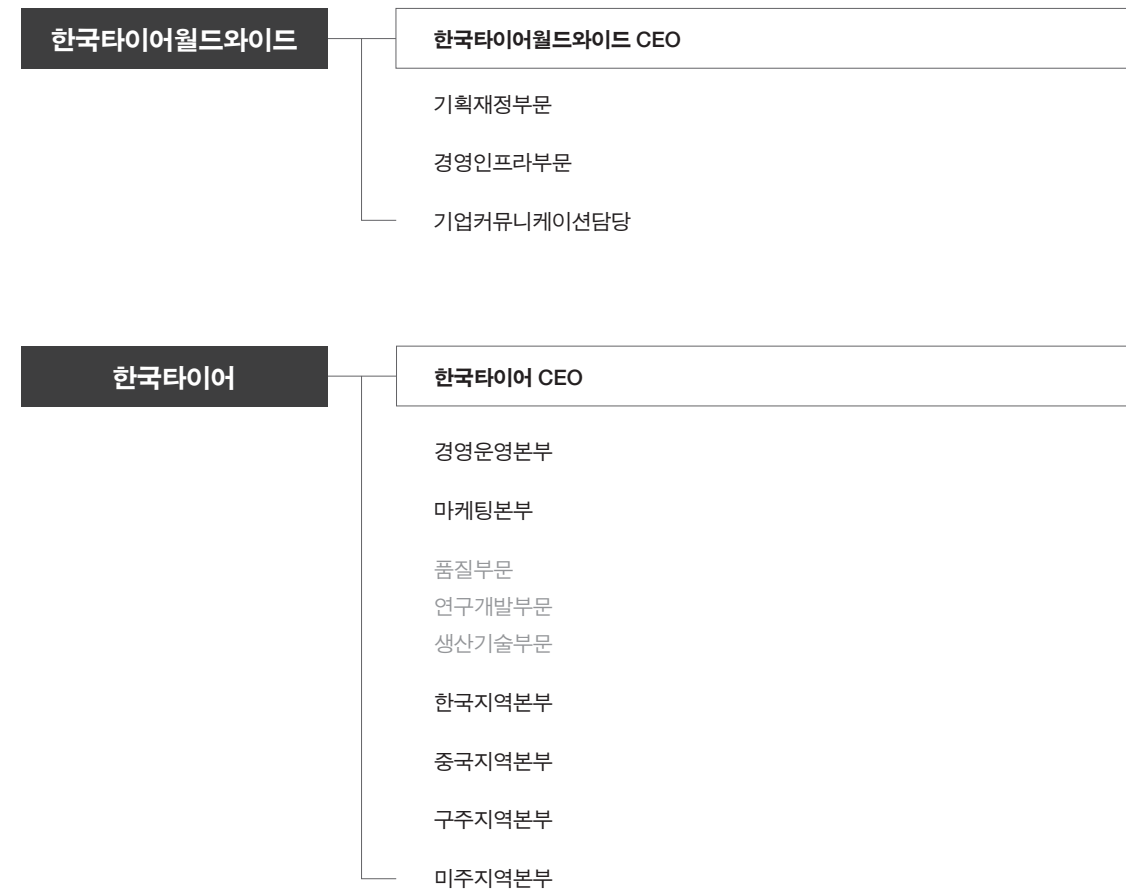 한국타이어월드와이드
한국타이어월드와이드 CEO
기획재정부문
경영인프라부문
기업커뮤니케이션담당
한국타이어
한국타이어 CEO
경영운영본부
마케팅본부
품질부문
연구개발부문
생산기술부문
한국지역본부
중국지역본부
구주지역본부
미주지역본부